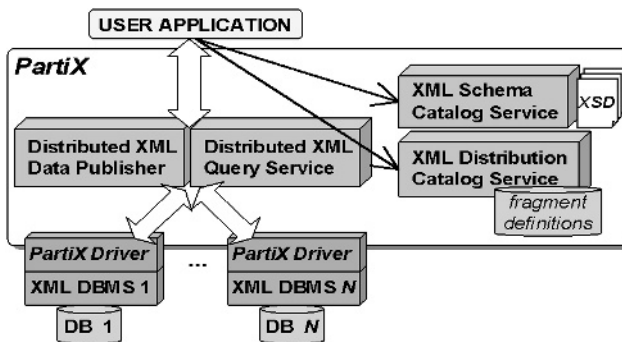 USER APPLICATION
PartiX
XML Schema
Catalog Service
XSD
Distributed XML
Data Publisher
Distributed XML
Query Service
XML Distribution
Catalog Service
fragment
definitions
PartiX Driver
...
PartiX Driver
XML DBMS 1
XML DBMS N
DB 1
DB N